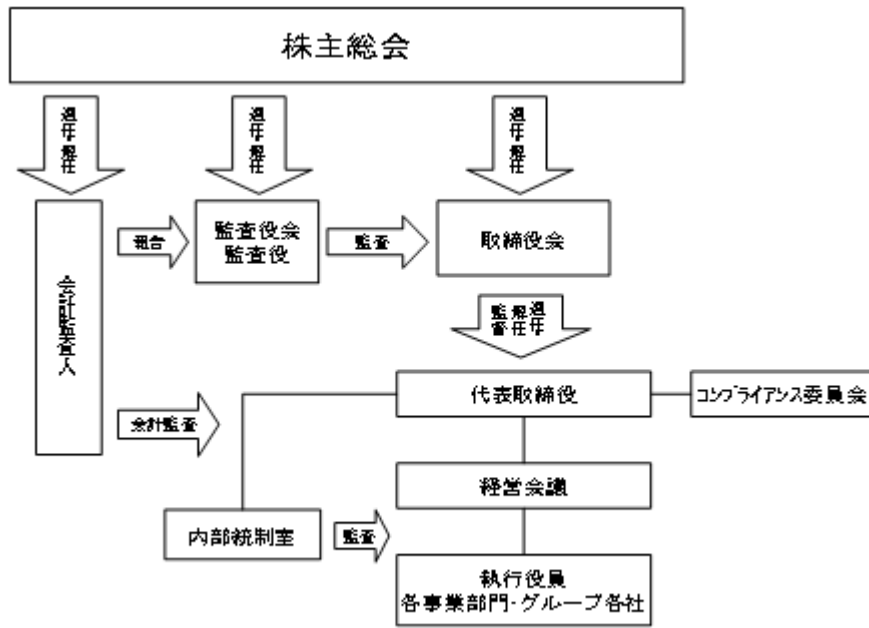 株主総会
選任・解任
選任・解任
選任・解任
会計監査人
報告
監査役会
監査役
監査
取締役会
選任・
解任・
監督
会計監査
代表取締役
コンプライアンス委員会
経営会議
内部統制室
監査
執行役員
各事業部門・グループ各社